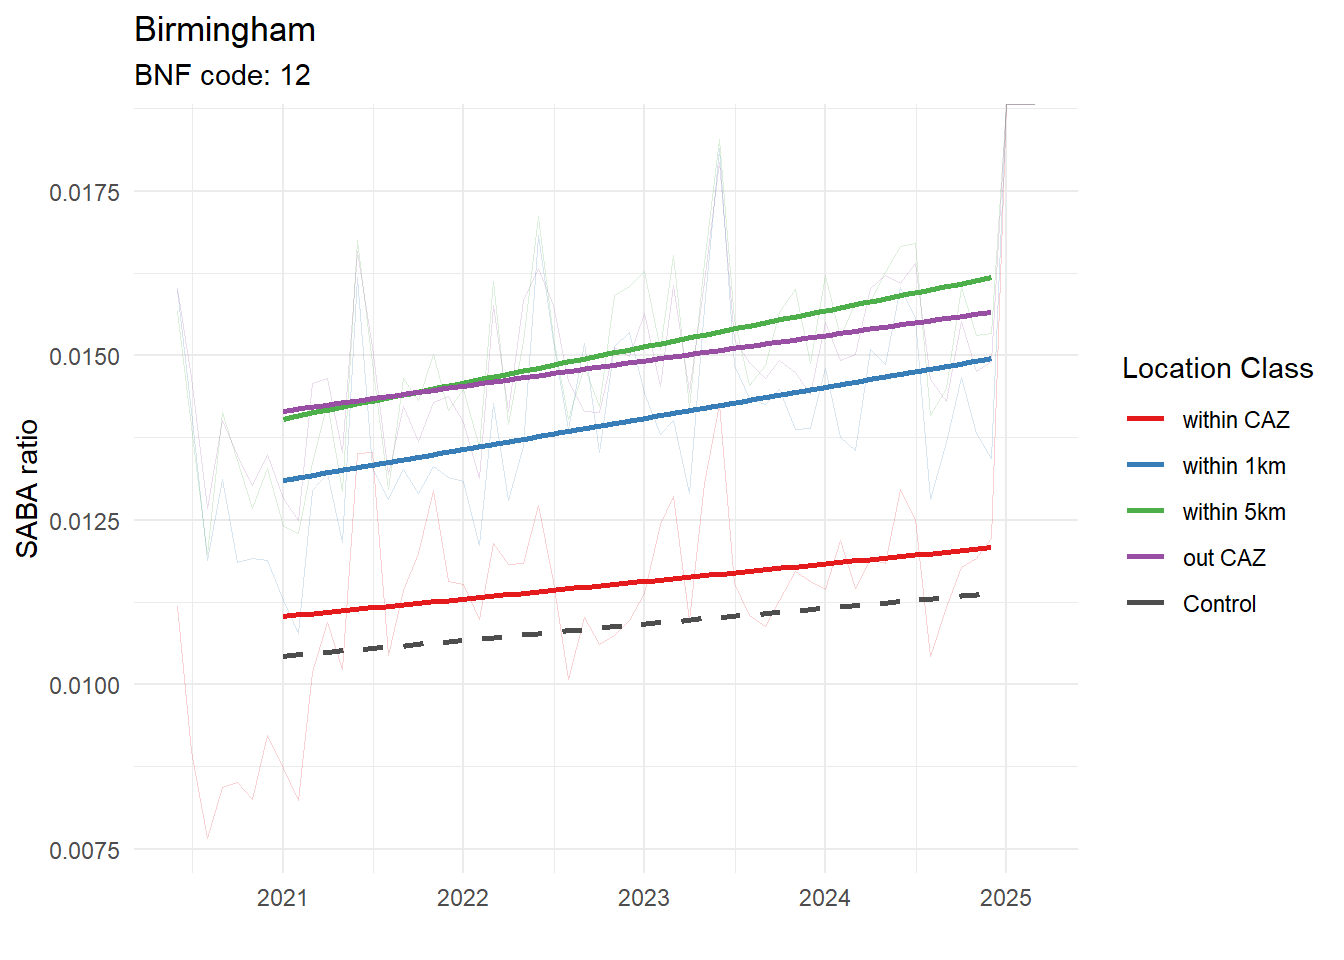 Birmingham
BNF code: 12
0.0175
0.0150
0.0125
0.0100
0.0075
SABA ratio
2021
2022
2023
2024
2025
Location Class
within CAZ
within 1km
within 5km
out CAZ
Control